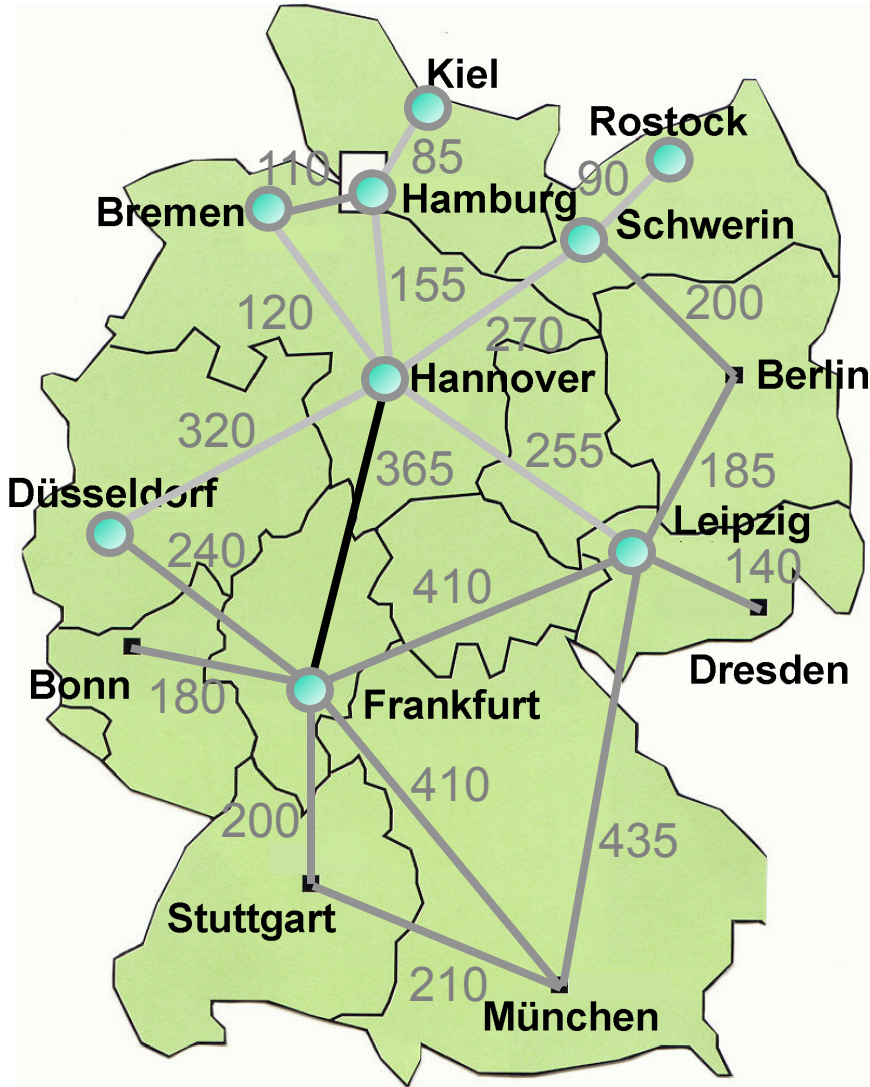 Kiel
Rostock
110
85
90
Bremen
Hamburg
Schwerin
155
200
120
270
Hannover
Berlin
320
365
255
185
Düsseldorf
Leipzig
240
410
140
Bonn
180
Frankfurt
Dresden
410
200
435
Stuttgart
210
München